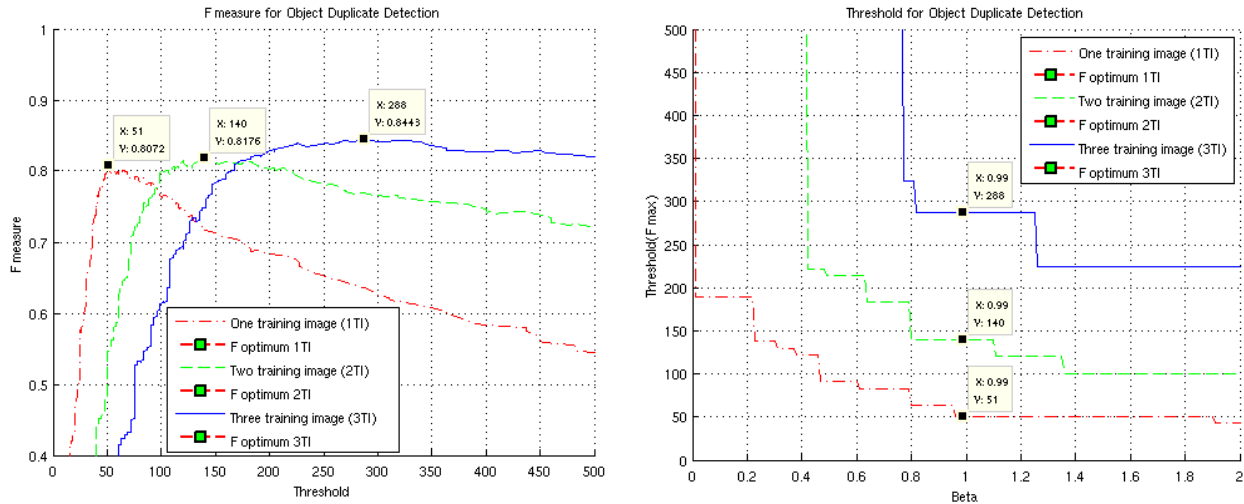 F measure for Object Duplicate Detection
1
0.9
0.8
0.7
0.6
0.5
0.4
F measure
X: 51
Y: 0.8072
X: 140
Y: 0.8176
X: 288
Y: 0.8443
One training image (1TI)
F optimum 1TI
Two training image (2TI)
F optimum 2TI
Three training image (3TI)
F optimum 3TI
0 50 100 150 200 250 300 350 400 450 500
Threshold
Threshold for Object Duplicate Detection
500
450
400
350
300
250
200
150
100
50
0
Threshold(F max)
One training image (1TI)
F optimum 1TI
Two training image (2TI)
F optimum 2TI
Three training image (3TI)
F optimum 3TI
X: 0.99
Y: 288
X: 0.99
Y: 140
X: 0.99
Y: 51
0 0.2 0.4 0.6 0.8 1 1.2 1.4 1.6 1.8 2
Beta